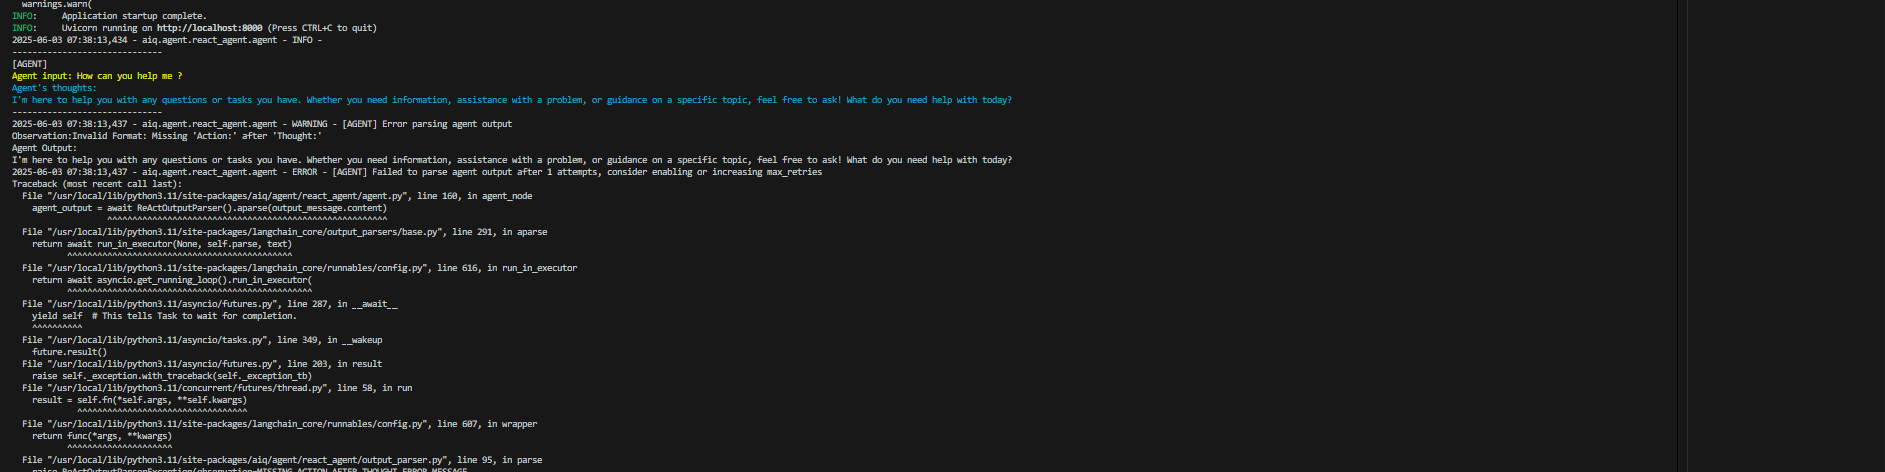 warnings.warn(
INFO:     Application startup complete.
INFO:     Uvicorn running on http://localhost:8000 (Press CTRL+C to quit)
2025-06-03 07:38:13,434 - aiq.agent.react_agent.agent - INFO -
------------------------------
[AGENT]
Agent input: How can you help me ?
Agent's thoughts:
I'm here to help you with any questions or tasks you have. Whether you need information, assistance with a problem, or guidance on a specific topic, feel free to ask! What do you need help with today?
------------------------------
2025-06-03 07:38:13,437 - aiq.agent.react_agent.agent - WARNING - [AGENT] Error parsing agent output
Observation:Invalid Format: Missing 'Action:' after 'Thought:'
Agent Output:
I'm here to help you with any questions or tasks you have. Whether you need information, assistance with a problem, or guidance on a specific topic, feel free to ask! What do you need help with today?
2025-06-03 07:38:13,437 - aiq.agent.react_agent.agent - ERROR - [AGENT] Failed to parse agent output after 1 attempts, consider enabling or increasing max_retries
Traceback (most recent call last):
  File "/usr/local/lib/python3.11/site-packages/aiq/agent/react_agent/agent.py", line 160, in agent_node
    agent_output = await ReActOutputParser().aparse(output_message.content)
                   ^^^^^^^^^^^^^^^^^^^^^^^^^^^^^^^^^^^^^^^^^^^^^^^^^^^^^^^^
  File "/usr/local/lib/python3.11/site-packages/langchain_core/output_parsers/base.py", line 291, in aparse
    return await run_in_executor(None, self.parse, text)
           ^^^^^^^^^^^^^^^^^^^^^^^^^^^^^^^^^^^^^^^^^^^^^
  File "/usr/local/lib/python3.11/site-packages/langchain_core/runnables/config.py", line 616, in run_in_executor
    return await asyncio.get_running_loop().run_in_executor(
           ^^^^^^^^^^^^^^^^^^^^^^^^^^^^^^^^^^^^^^^^^^^^^^^^^
  File "/usr/local/lib/python3.11/asyncio/futures.py", line 287, in __await__
    yield self  # This tells Task to wait for completion.
    ^^^^^^^^^^
  File "/usr/local/lib/python3.11/asyncio/tasks.py", line 349, in __wakeup
    future.result()
  File "/usr/local/lib/python3.11/asyncio/futures.py", line 203, in result
    raise self._exception.with_traceback(self._exception_tb)
  File "/usr/local/lib/python3.11/concurrent/futures/thread.py", line 58, in run
    result = self.fn(*self.args, **self.kwargs)
             ^^^^^^^^^^^^^^^^^^^^^^^^^^^^^^^^^^
  File "/usr/local/lib/python3.11/site-packages/langchain_core/runnables/config.py", line 607, in wrapper
    return func(*args, **kwargs)
           ^^^^^^^^^^^^^^^^^^^^^
  File "/usr/local/lib/python3.11/site-packages/aiq/agent/react_agent/output_parser.py", line 95, in parse
    raise ReActOutputParserException(observation=MISSING_ACTION_AFTER_THOUGHT_ERROR_MESSAGE,